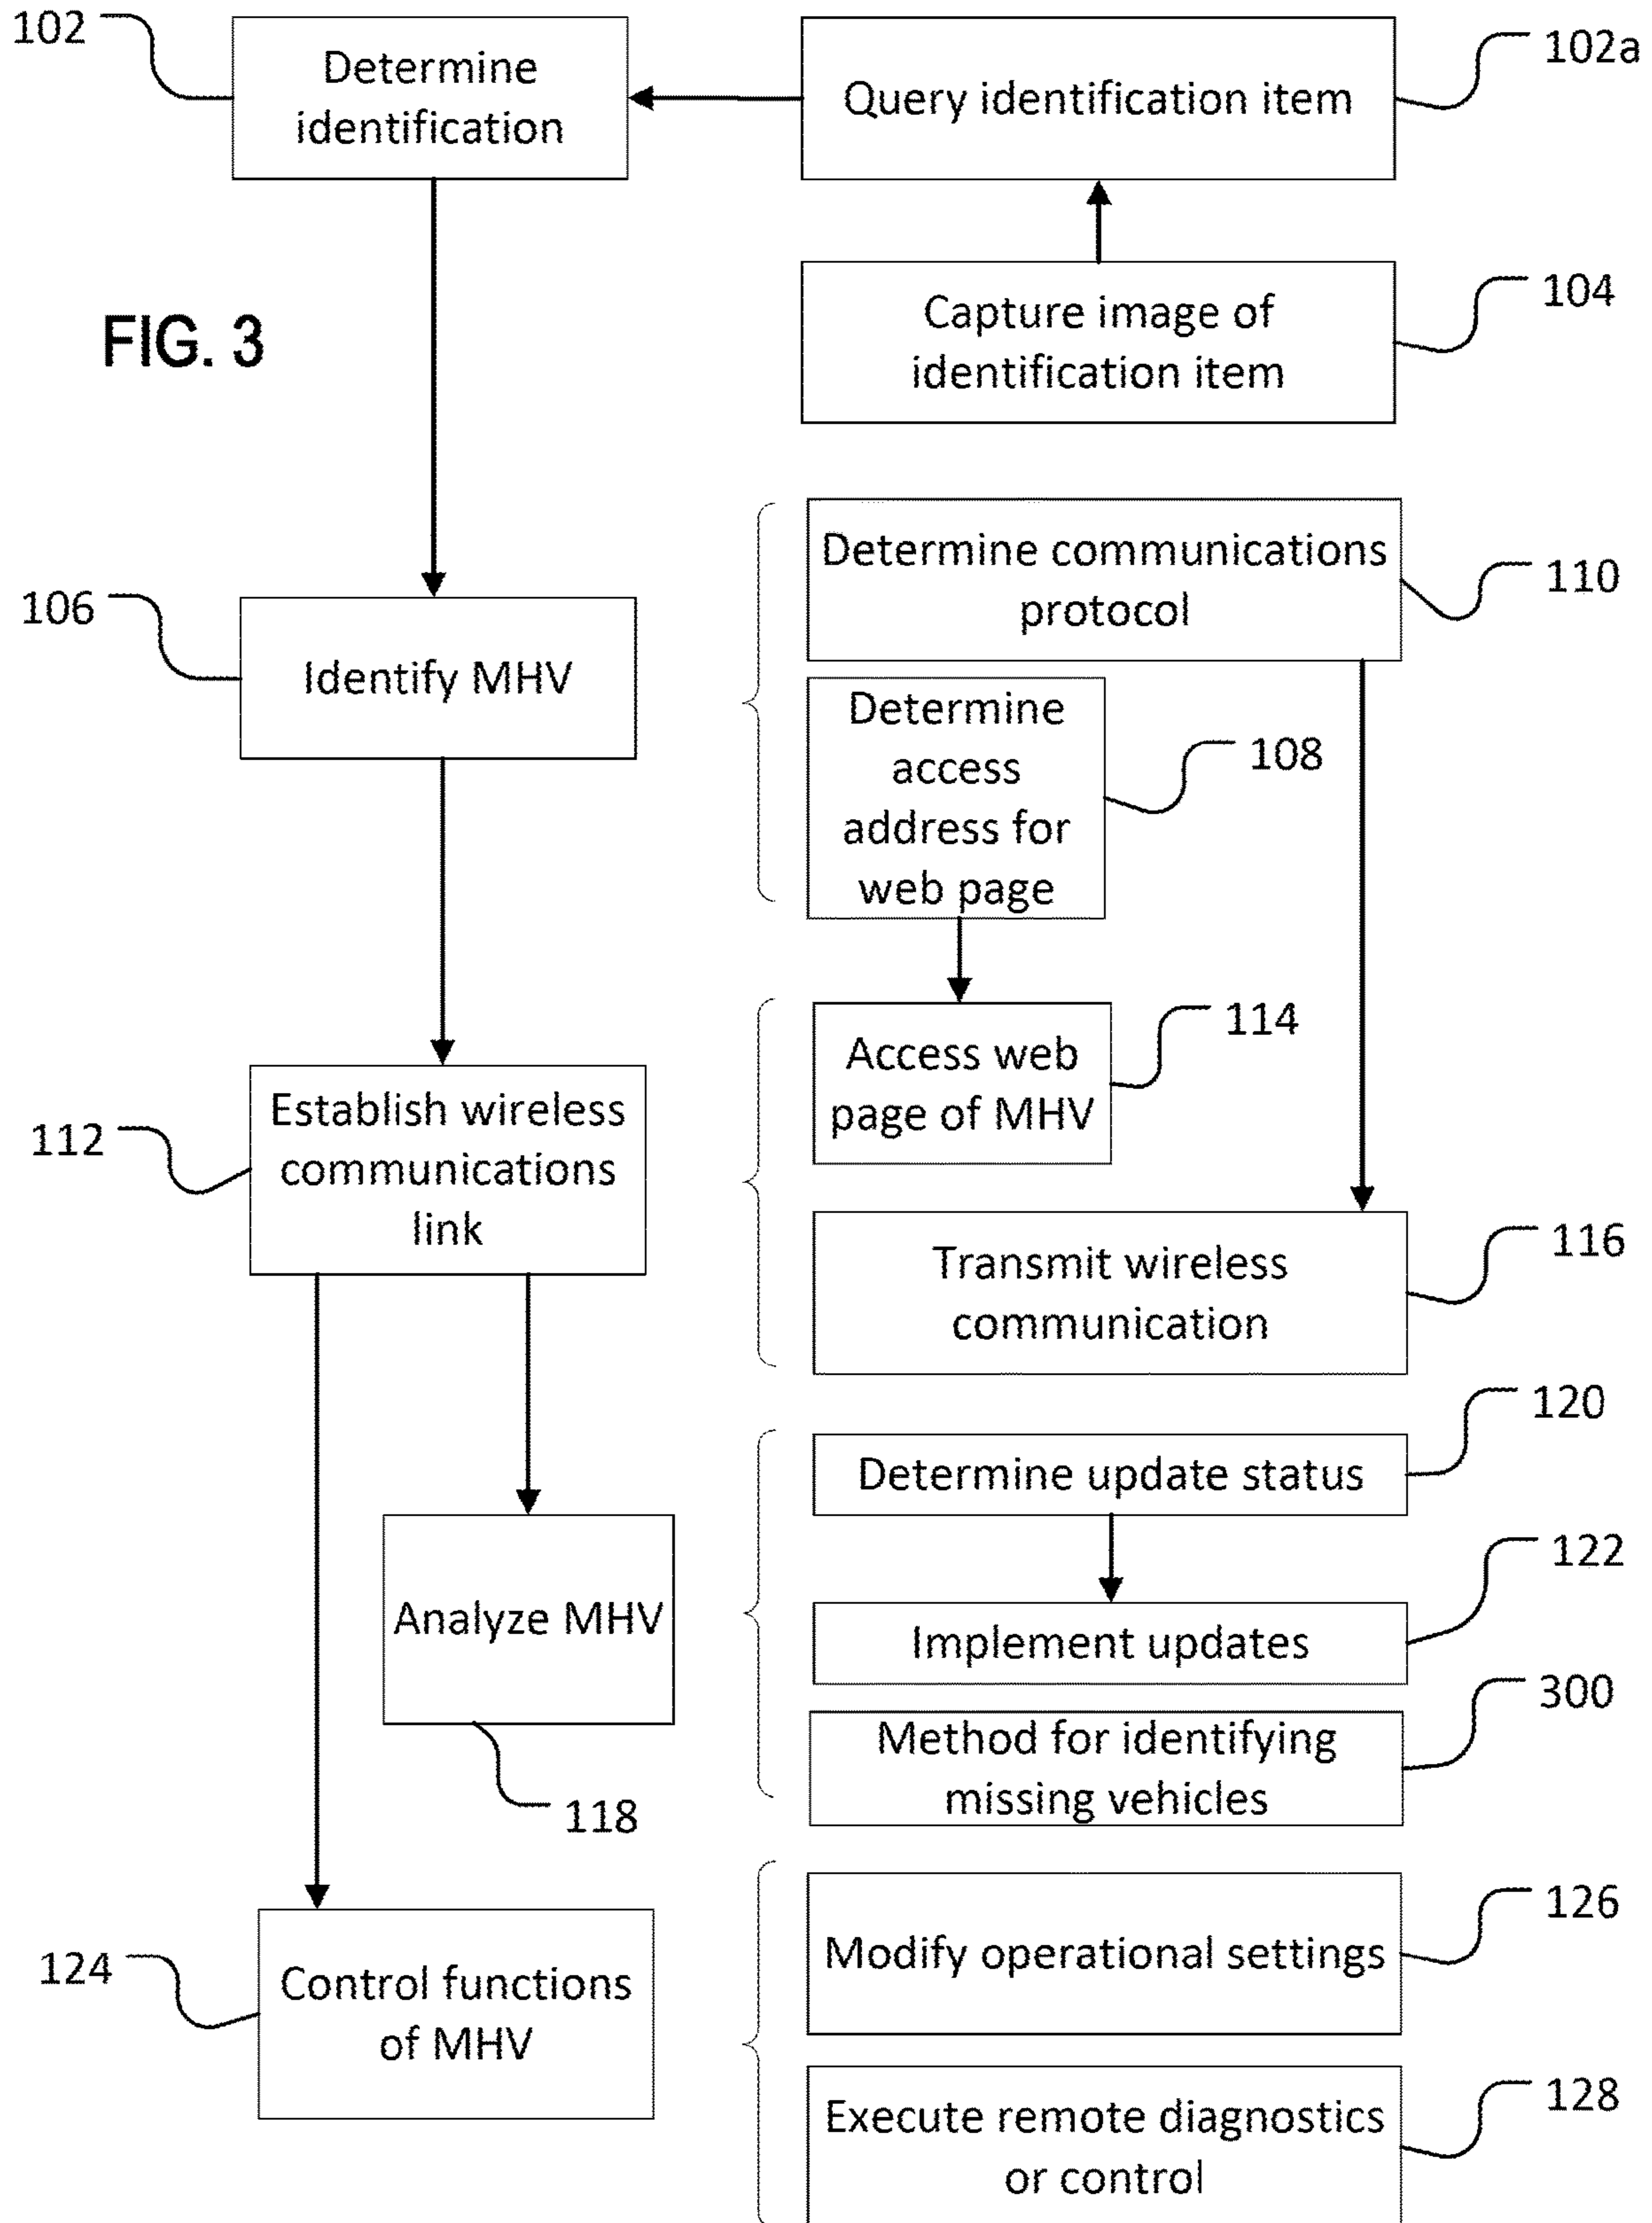 102
Determine
identification
Query identification item
102a
FIG. 3
Capture image of
identification item
104
106
Identify MHV
Determine communications
protocol
110
Determine
access
address for
web page
108
112
Establish wireless
communications
link
Access web
page of MHV
114
Transmit wireless
communication
116
Analyze MHV
118
Determine update status
120
Implement updates
122
Method for identifying
missing vehicles
300
124
Control functions
of MHV
Modify operational settings
126
Execute remote diagnostics
or control
128